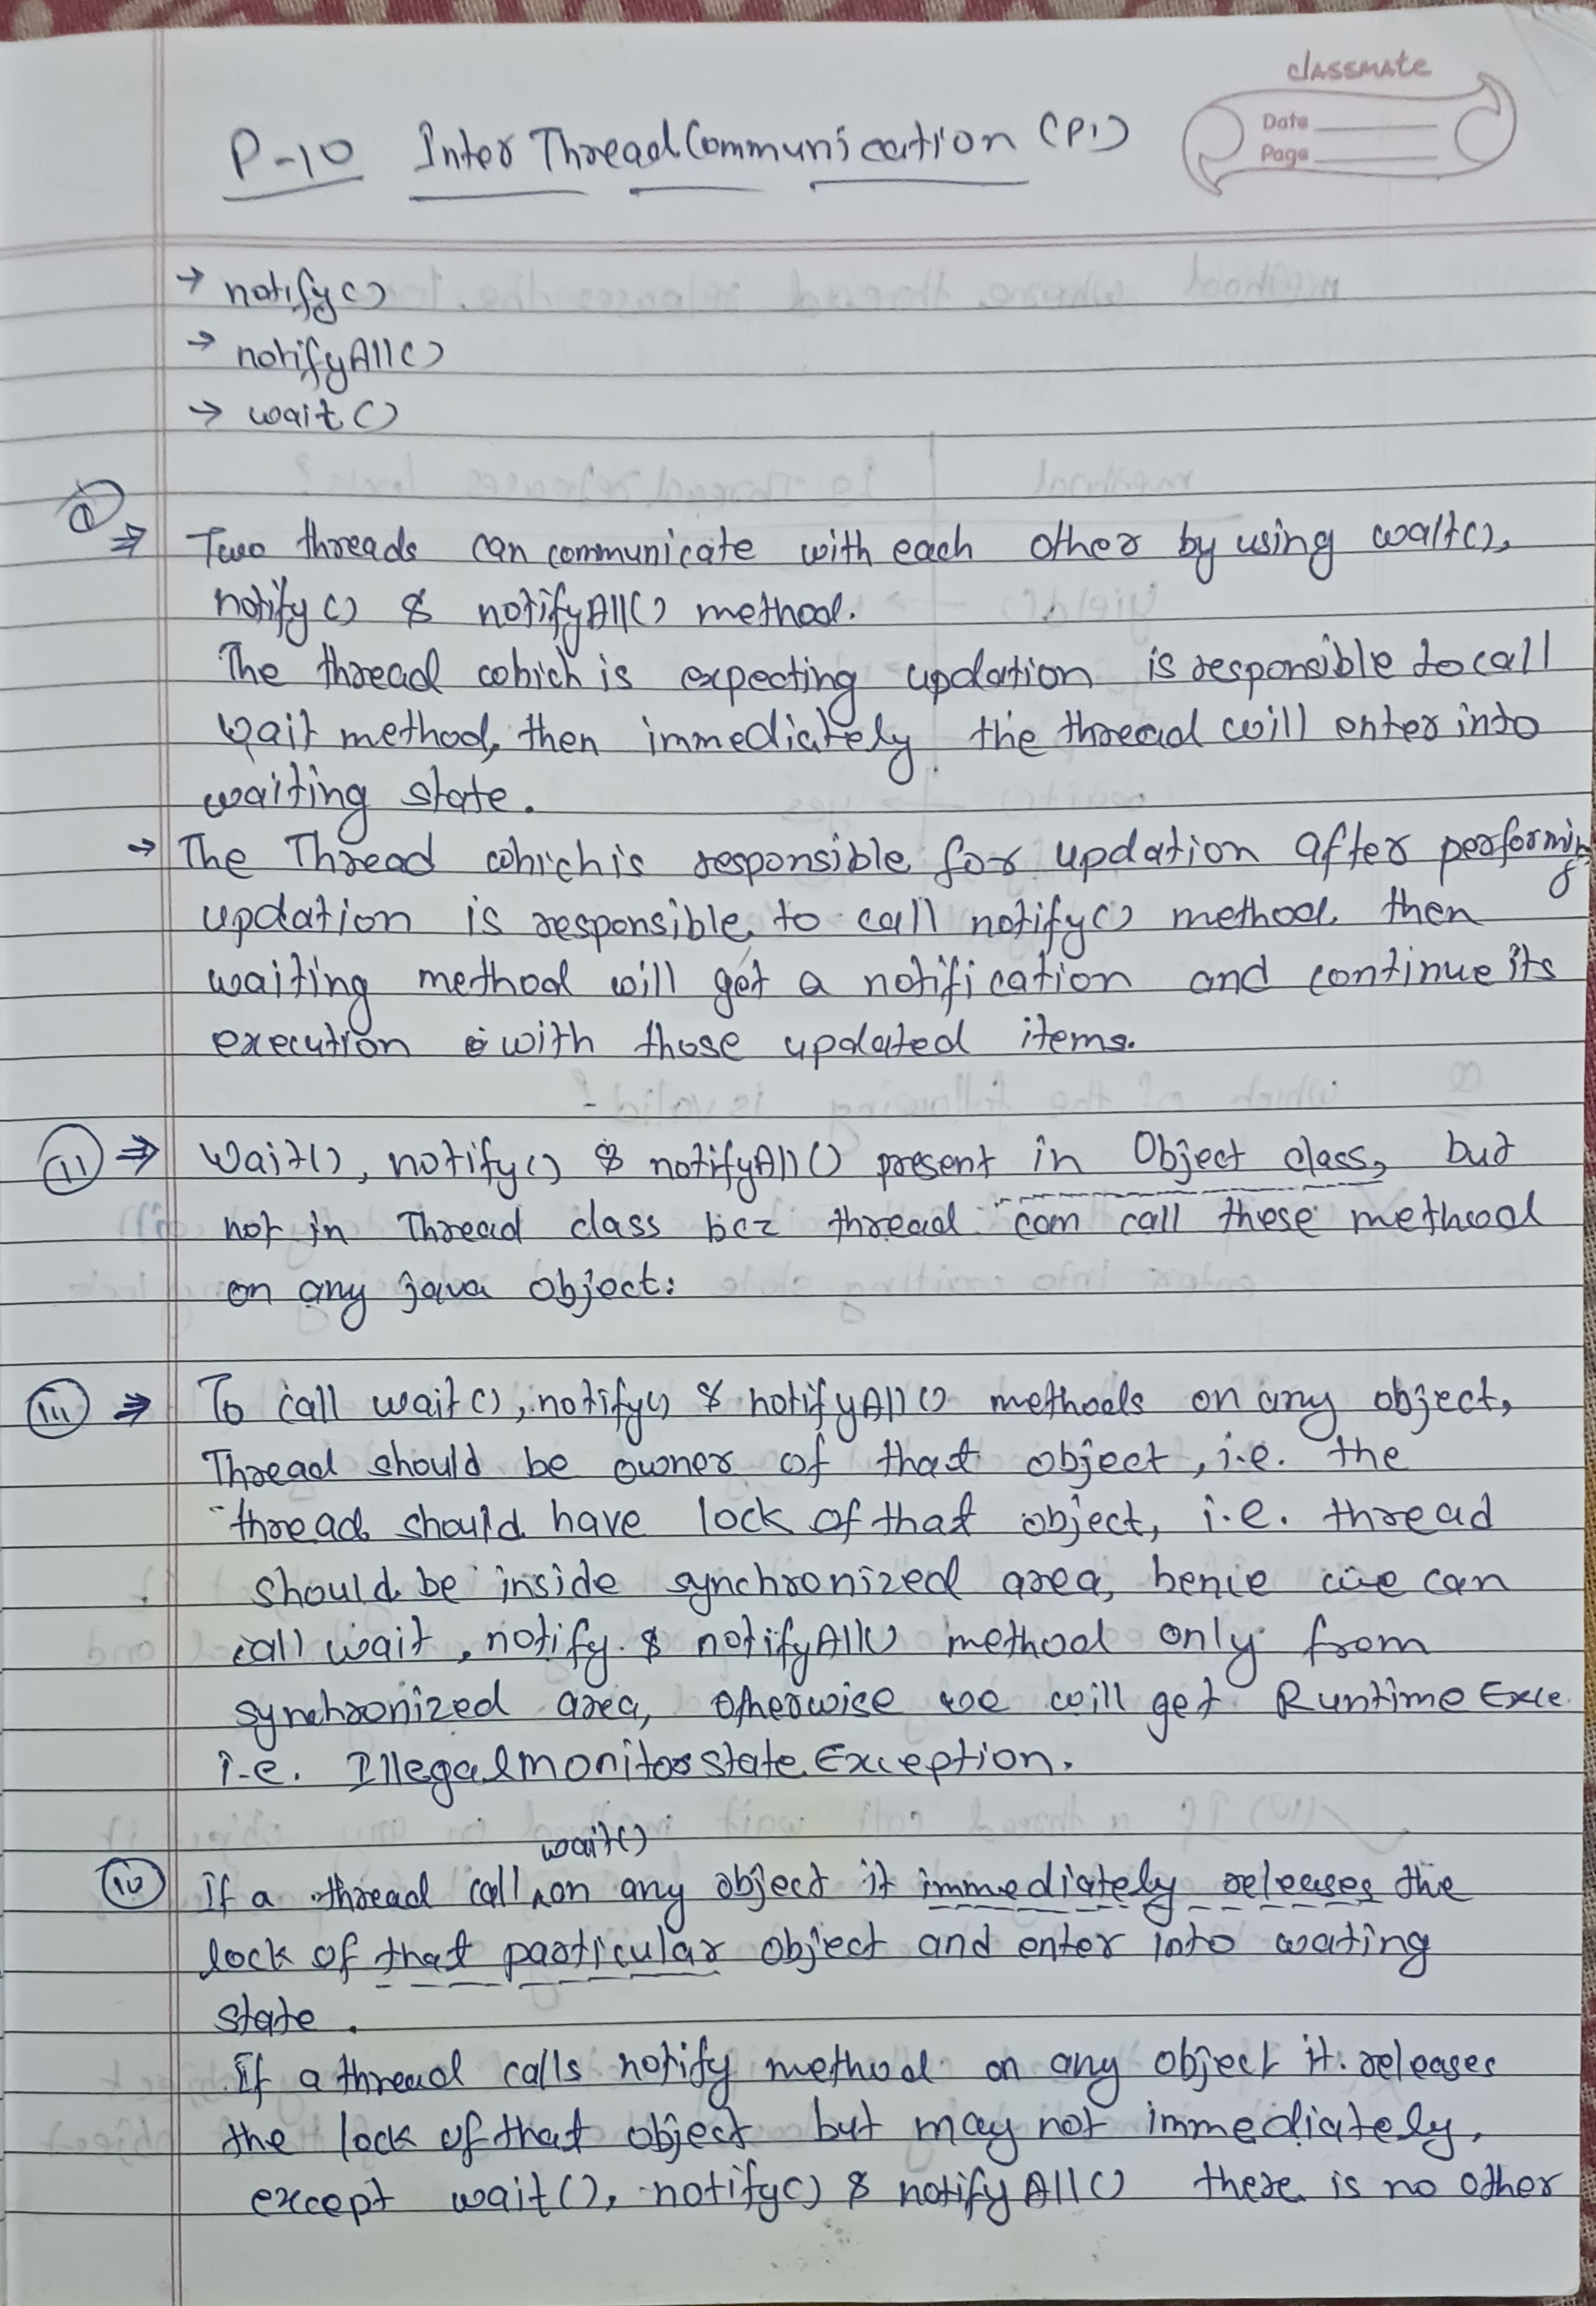 classmate
Date
Page
P-10 Inter Thread Communication (P1)
→ notify()
→ notifyAll()
→ wait()
(i) ⇒ Two threads can communicate with each other by using wait(),
notify() & notifyAll() method.
The thread which is expecting updation is responsible to call
wait method, then immediately the thread will enter into
waiting state.
→ The Thread which is responsible for updation after performing
updation is responsible to call notify() method then
waiting method will get a notification and continue its
execution with those updated items.
(ii) ⇒ Wait(), notify() & notifyAll() present in Object class, but
not in Thread class bcz thread can call these method
on any java object:
(iii) ⇒ To call wait(), notify() & notifyAll() methods on any object,
Thread should be owner of that object, i.e. the
thread should have lock of that object, i.e. thread
should be inside synchronized area, hence we can
call wait, notify & notifyAll() method only from
synchronized area, otherwise we will get Runtime Exce
i.e. IllegalmonitorstateException.
(iv) If a thread call wait() on any object it immediately releases the
lock of that particular object and enter into wating
state.
If a thread calls notify method on any object it releases
the lock of that object but may not immediately,
except wait(), notify() & notifyAll() there is no other